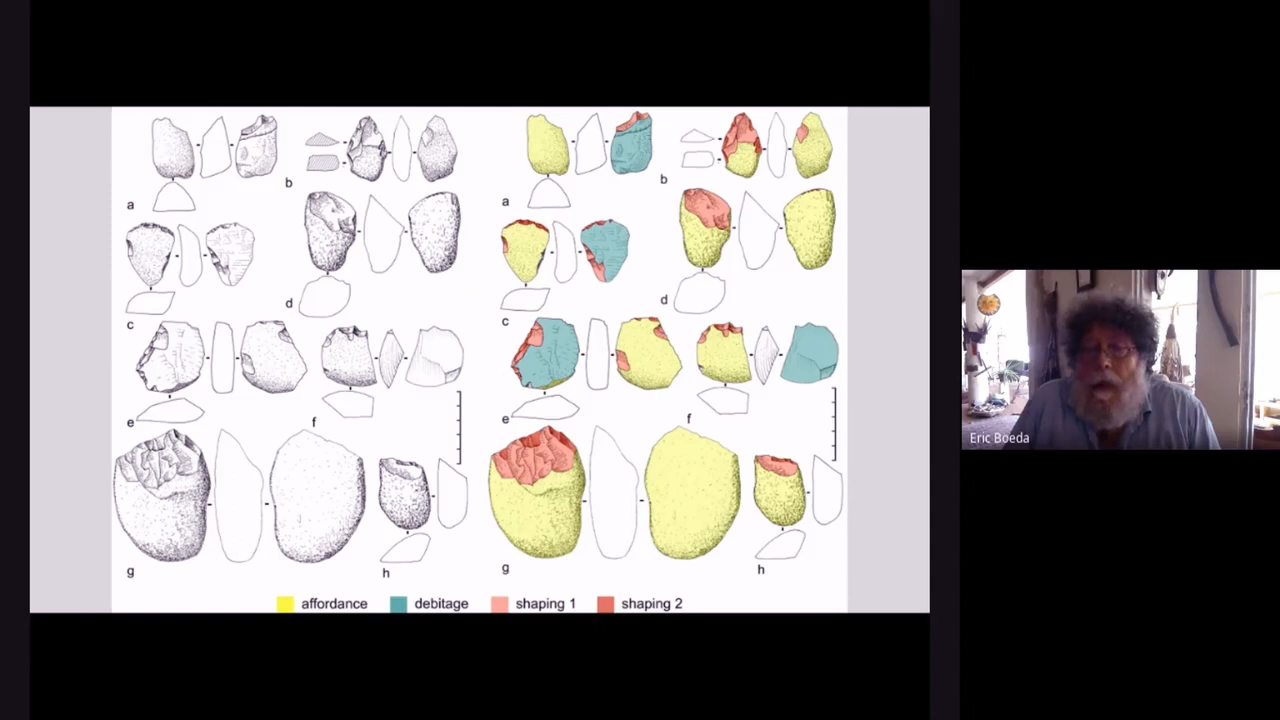 a
b
c
d
e
f
g
h
a
b
c
d
e
f
g
h
affordance debitage shaping 1 shaping 2
Eric Boeda